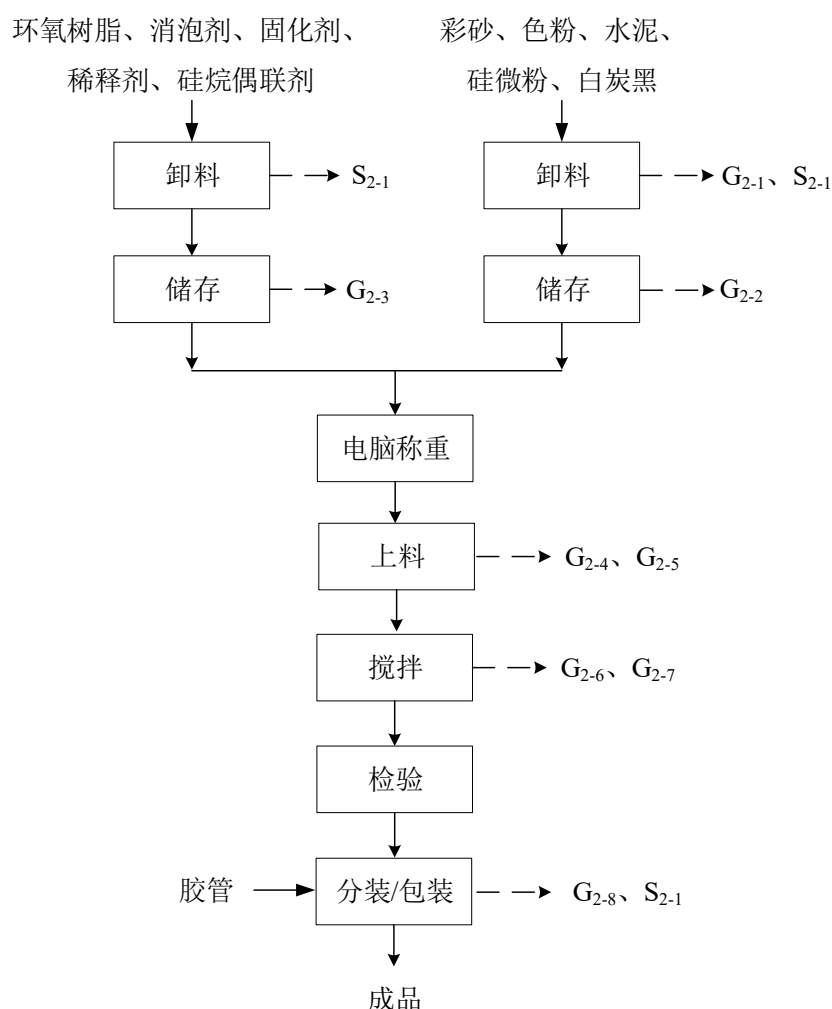 环氧树脂、消泡剂、固化剂、
稀释剂、硅烷偶联剂
彩砂、色粉、水泥、
硅微粉、白炭黑
卸料
S2-1
卸料
G2-1、S2-1
储存
G2-3
储存
G2-2
电脑称重
上料
G2-4、G2-5
搅拌
G2-6、G2-7
检验
胶管
分装/包装
G2-8、S2-1
成品